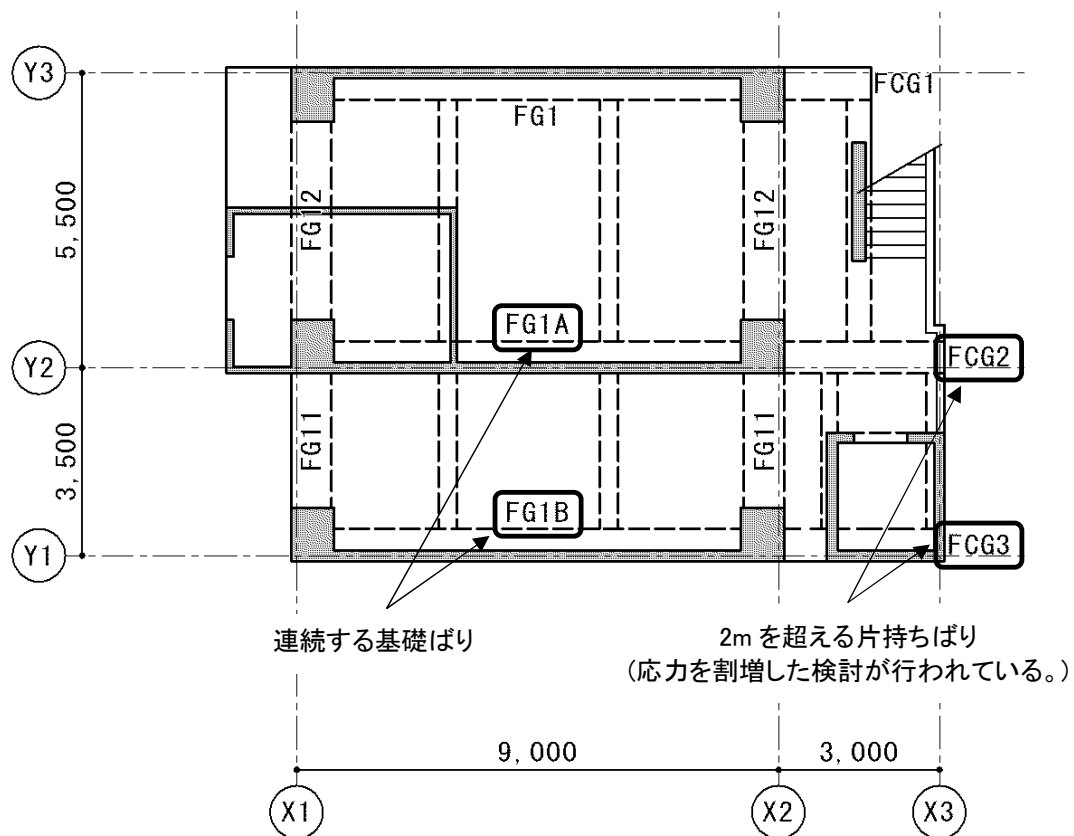 Y3
FCG1
FG1
5,500
FG12
FG12
FG1A
Y2
FCG2
3,500
FG11
FG11
FG1B
Y1
FCG3
連続する基礎ばり
2m を超える片持ちばり
(応力を割増した検討が行われている。)
9,000
3,000
X1
X2
X3